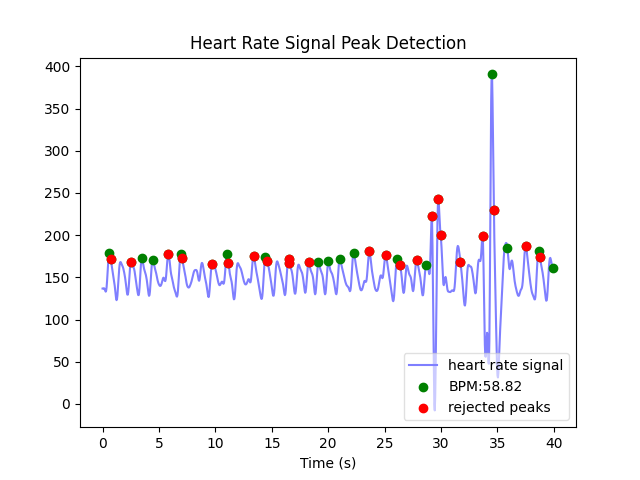 Heart Rate Signal Peak Detection
400
350
300
250
200
150
100
50
0
heart rate signal
BPM:58.82
rejected peaks
0 5 10 15 20 25 30 35 40
Time (s)